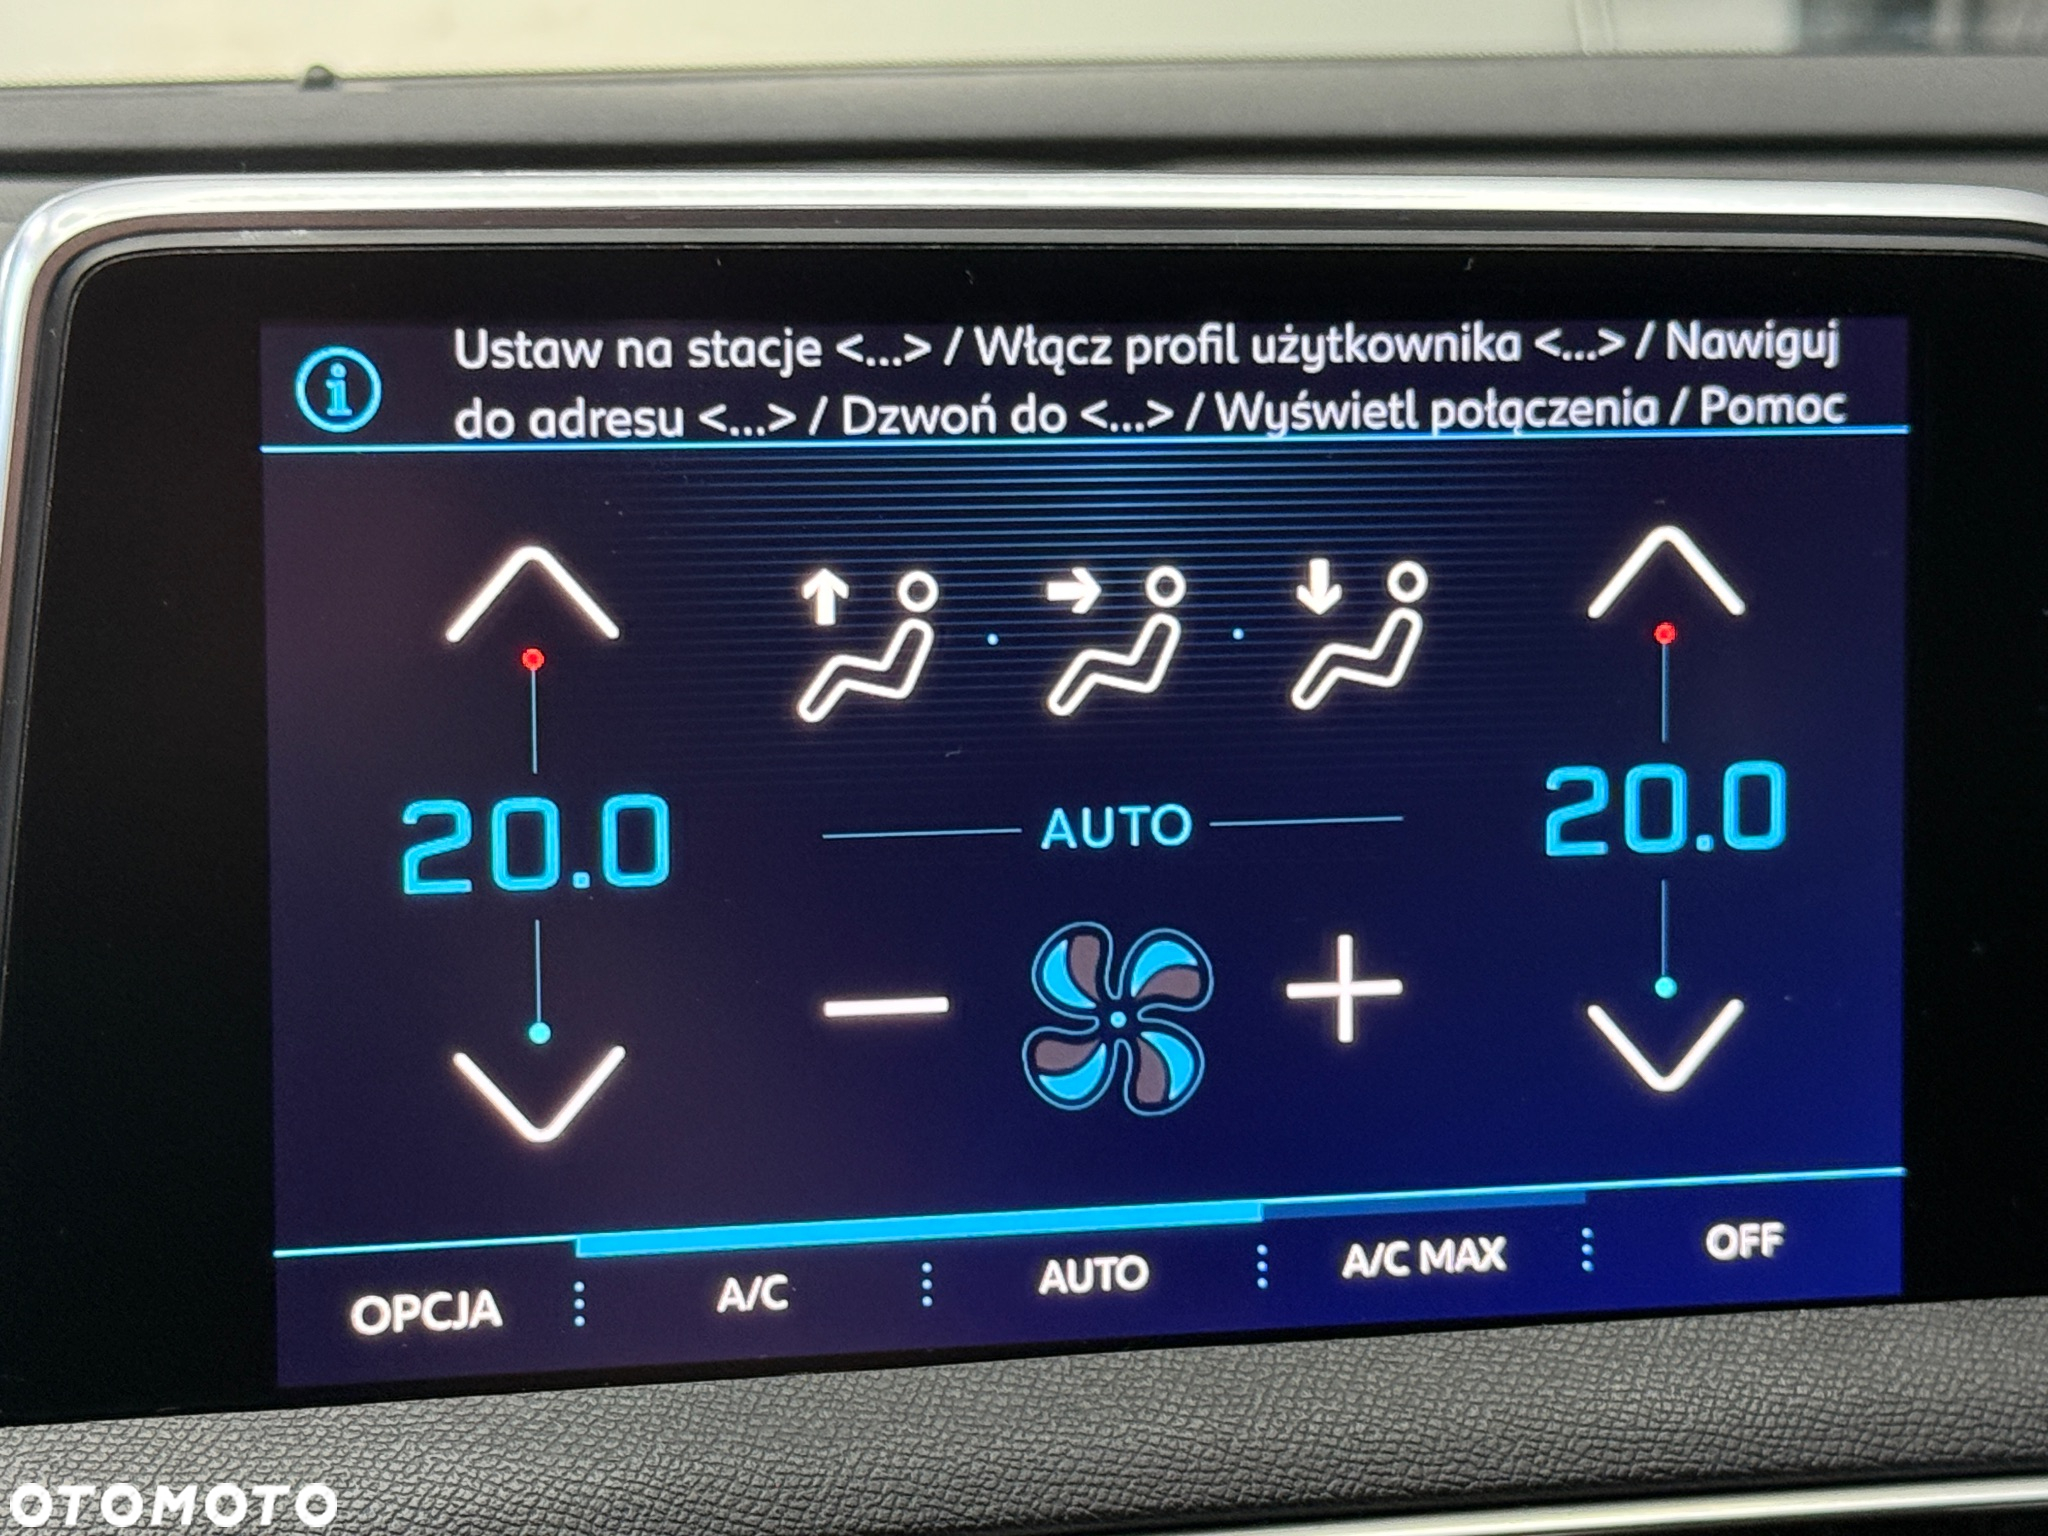 Ustaw na stację <...> / Włącz profil użytkownika <...> / Nawiguj
do adresu <...> / Dzwoń do <...> / Wyświetl połączenia / Pomoc
20.0
AUTO
20.0
OPCJA
A/C
AUTO
A/C MAX
OFF
OTOMOTO